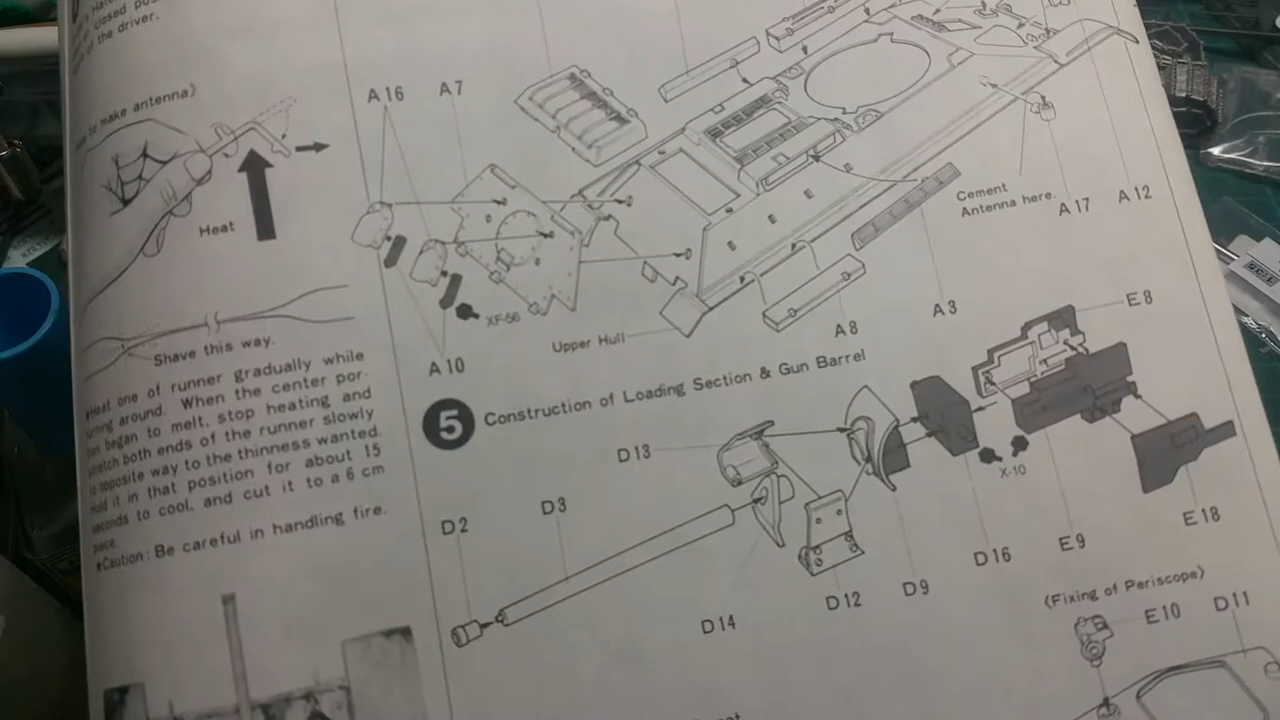 closed
of the driver.
to make antenna)
Heat
Shave this way.
Heat one of runner gradually while
turning around. When the center por-
began to melt, stop heating and
stretch both ends of the runner slowly
opposite way to the thinness wanted.
Hold it in that position for about 15
seconds to cool, and cut it to a 6 cm
piece.
*Caution: Be careful in handling fire.
A16
A7
XF-56
A10
Upper Hull
A8
A3
Cement
Antenna here.
A17
A12
5 Construction of Loading Section & Gun Barrel
E8
D13
X-10
D3
D2
E18
E9
D16
D9
D12
D14
(Fixing of Periscope)
E10
D11